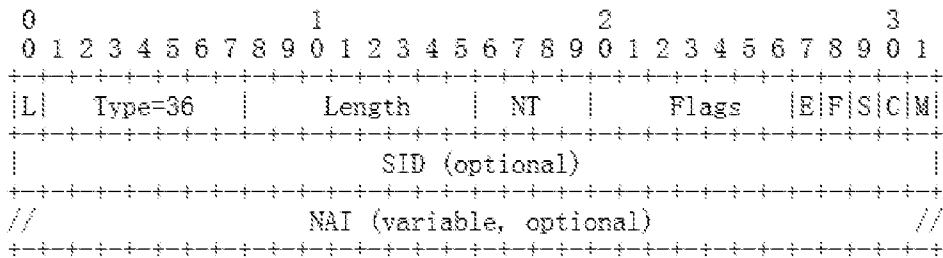 0                   1                   2                   3
 0 1 2 3 4 5 6 7 8 9 0 1 2 3 4 5 6 7 8 9 0 1 2 3 4 5 6 7 8 9 0 1
+-+-+-+-+-+-+-+-+-+-+-+-+-+-+-+-+-+-+-+-+-+-+-+-+-+-+-+-+-+-+-+-+
|L|   Type=36   |     Length    |  NT   |     Flags     |E|F|S|C|M|
+-+-+-+-+-+-+-+-+-+-+-+-+-+-+-+-+-+-+-+-+-+-+-+-+-+-+-+-+-+-+-+-+
|                         SID (optional)                        |
+-+-+-+-+-+-+-+-+-+-+-+-+-+-+-+-+-+-+-+-+-+-+-+-+-+-+-+-+-+-+-+-+
//                   NAI (variable, optional)                  //
+-+-+-+-+-+-+-+-+-+-+-+-+-+-+-+-+-+-+-+-+-+-+-+-+-+-+-+-+-+-+-+-+